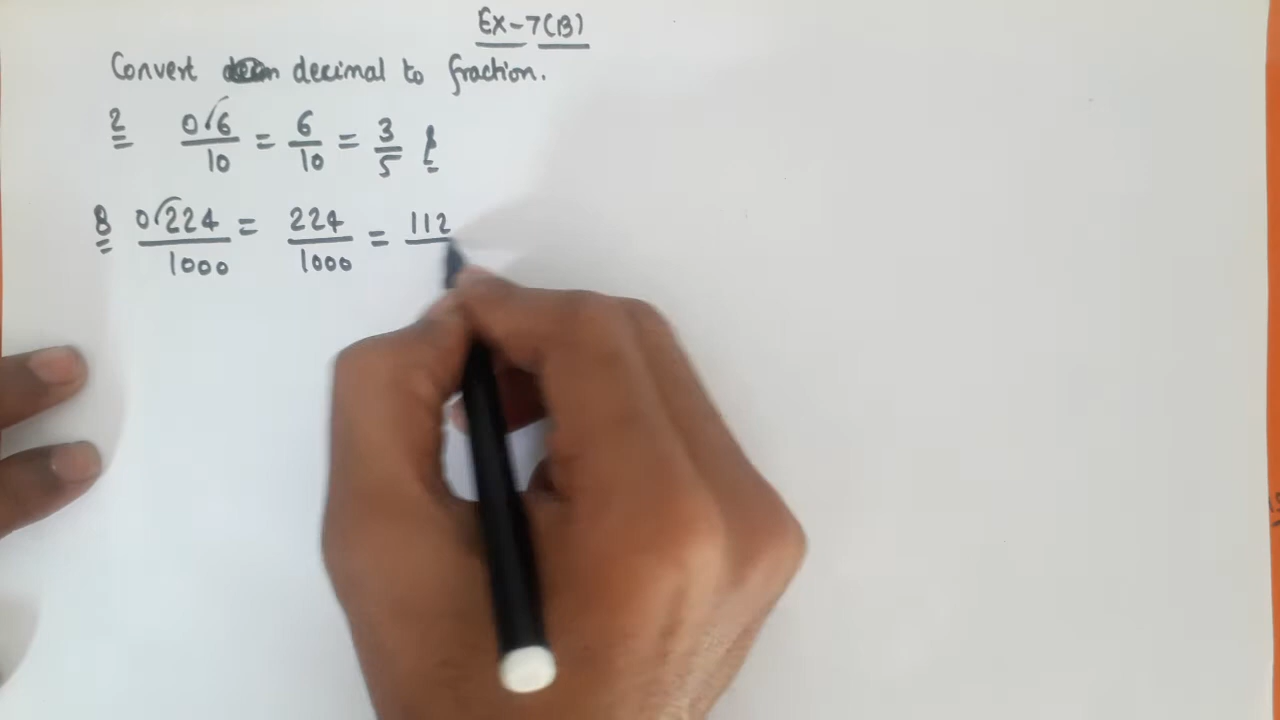 Ex-7(B)
Convert decimal to fraction.
2 0.6/10 = 6/10 = 3/5
8 0.224/1000 = 224/1000 = 112